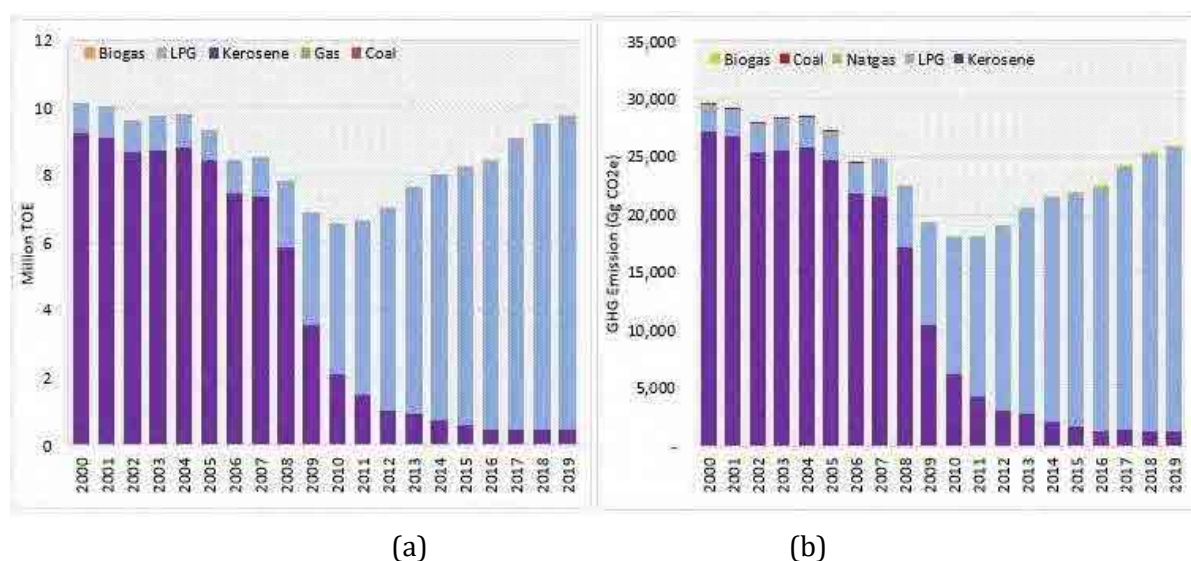 12
Biogas LPG Kerosene Gas Coal
10
8
6
4
2
0
Million TOE
2000 2001 2002 2003 2004 2005 2006 2007 2008 2009 2010 2011 2012 2013 2014 2015 2016 2017 2018 2019
35,000
Biogas Coal Natgas LPG Kerosene
30,000
25,000
20,000
15,000
10,000
5,000
-
GHG Emission (Gg CO2e)
2000 2001 2002 2003 2004 2005 2006 2007 2008 2009 2010 2011 2012 2013 2014 2015 2016 2017 2018 2019
(a) (b)